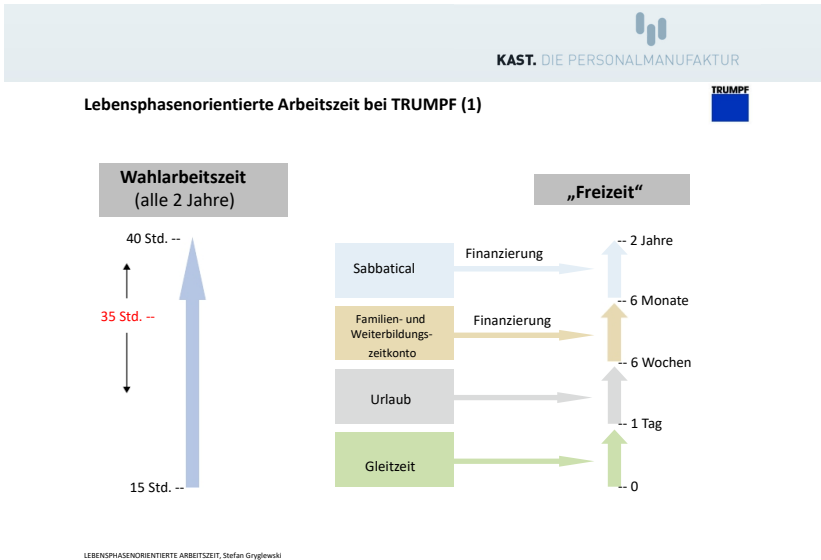 KAST. DIE PERSONALMANUFAKTUR
Lebensphasenorientierte Arbeitszeit bei TRUMPF (1)
TRUMPF
Wahlarbeitszeit
(alle 2 Jahre)
40 Std. --
35 Std. --
15 Std. --
„Freizeit“
Sabbatical
Finanzierung
-- 2 Jahre
-- 6 Monate
Familien- und
Weiterbildungs-
zeitkonto
Finanzierung
-- 6 Wochen
Urlaub
-- 1 Tag
Gleitzeit
-- 0
LEBENSPHASENORIENTIERTE ARBEITSZEIT, Stefan Gryglewski